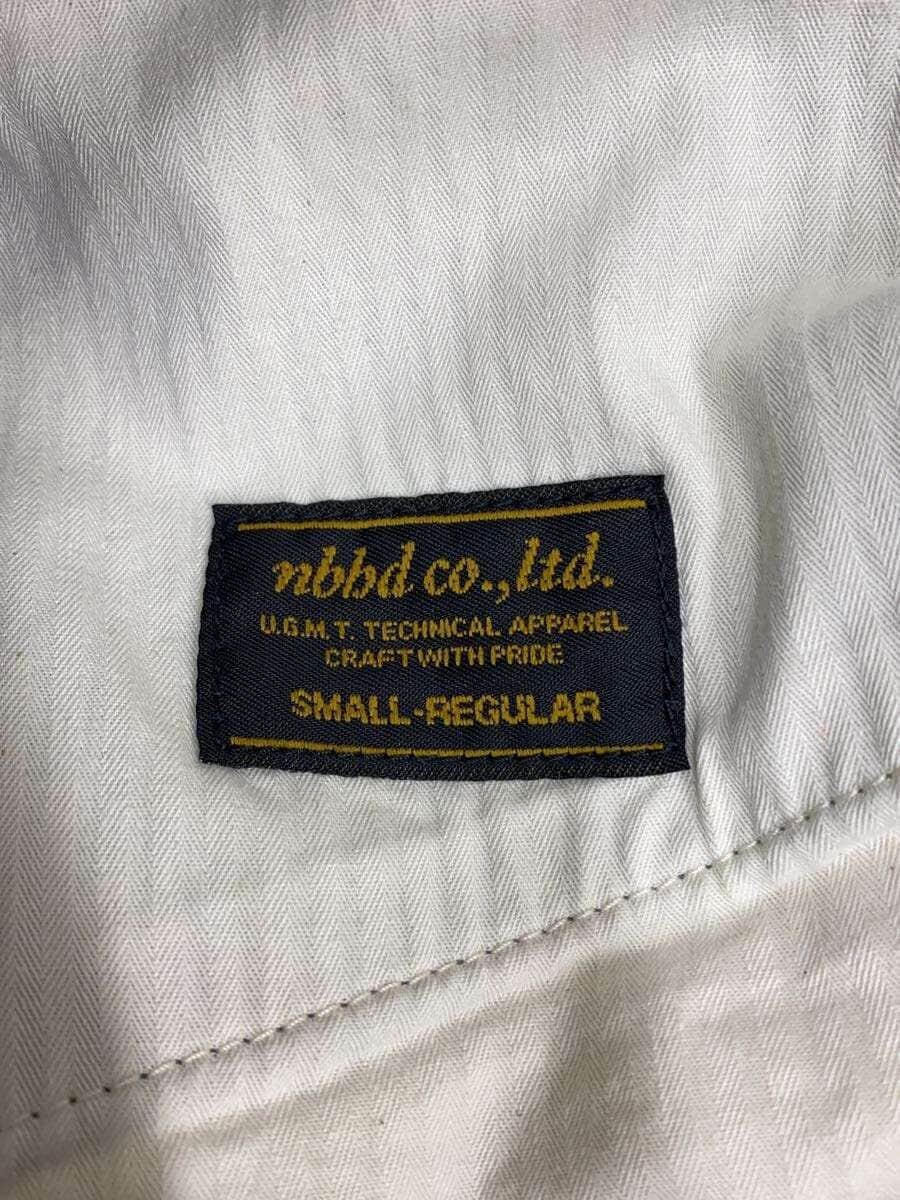 nbbd co.,ltd.
U.G.M.T. TECHNICAL APPAREL
CRAFT WITH PRIDE
SMALL-REGULAR